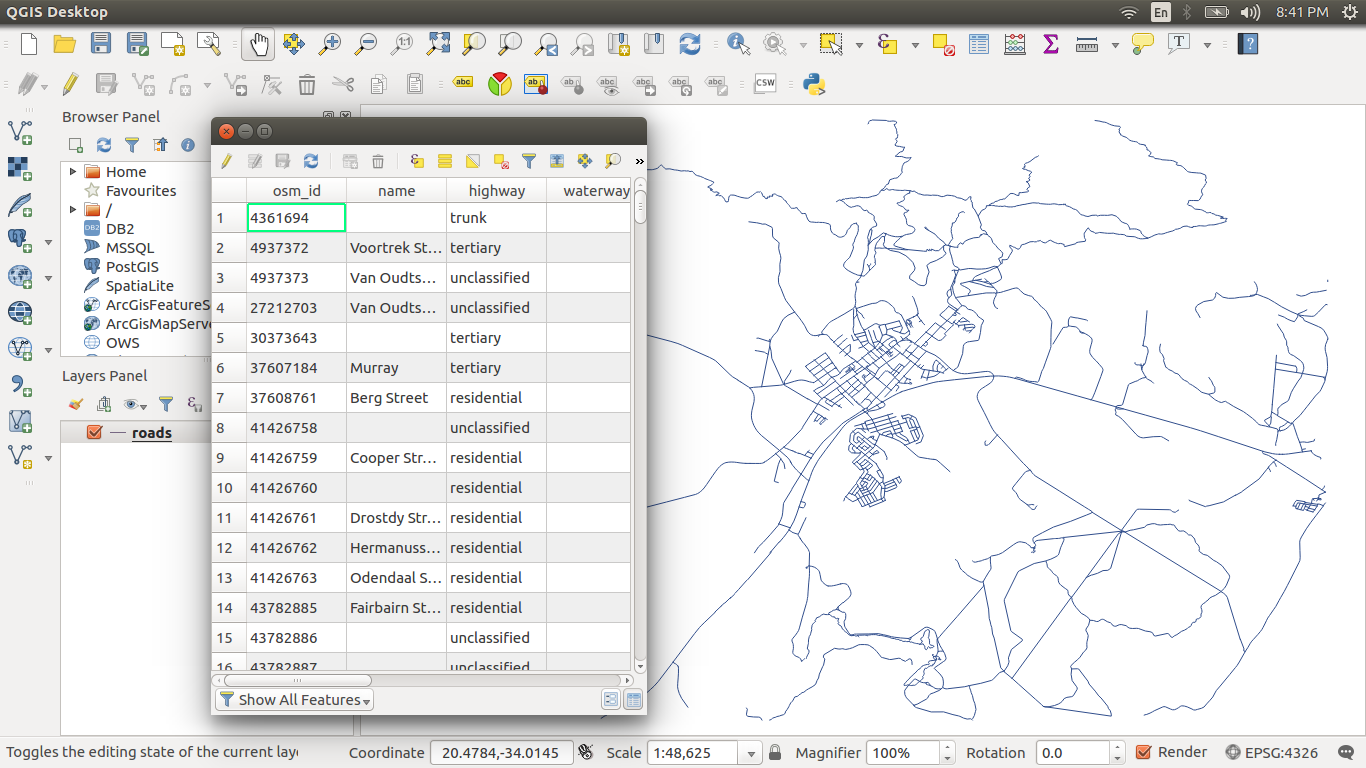 QGIS Desktop
En
8:41 PM
abc
CSW
Browser Panel
Home
Favourites
/
DB2
MSSQL
PostGIS
SpatiaLite
ArcGisFeatureS
ArcGisMapServe
OWS
Layers Panel
roads
osm_id name highway waterway
1 4361694 trunk
2 4937372 Voortrek St... tertiary
3 4937373 Van Oudts... unclassified
4 27212703 Van Oudts... unclassified
5 30373643 tertiary
6 37607184 Murray tertiary
7 37608761 Berg Street residential
8 41426758 unclassified
9 41426759 Cooper Str... residential
10 41426760 residential
11 41426761 Drostdy Str... residential
12 41426762 Hermanuss... residential
13 41426763 Odendaal S... residential
14 43782885 Fairbairn St... residential
15 43782886 unclassified
16 43782887 unclassified
Show All Features
Toggles the editing state of the current laye
Coordinate 20.4784,-34.0145 Scale 1:48,625 Magnifier 100% Rotation 0.0 Render EPSG:4326